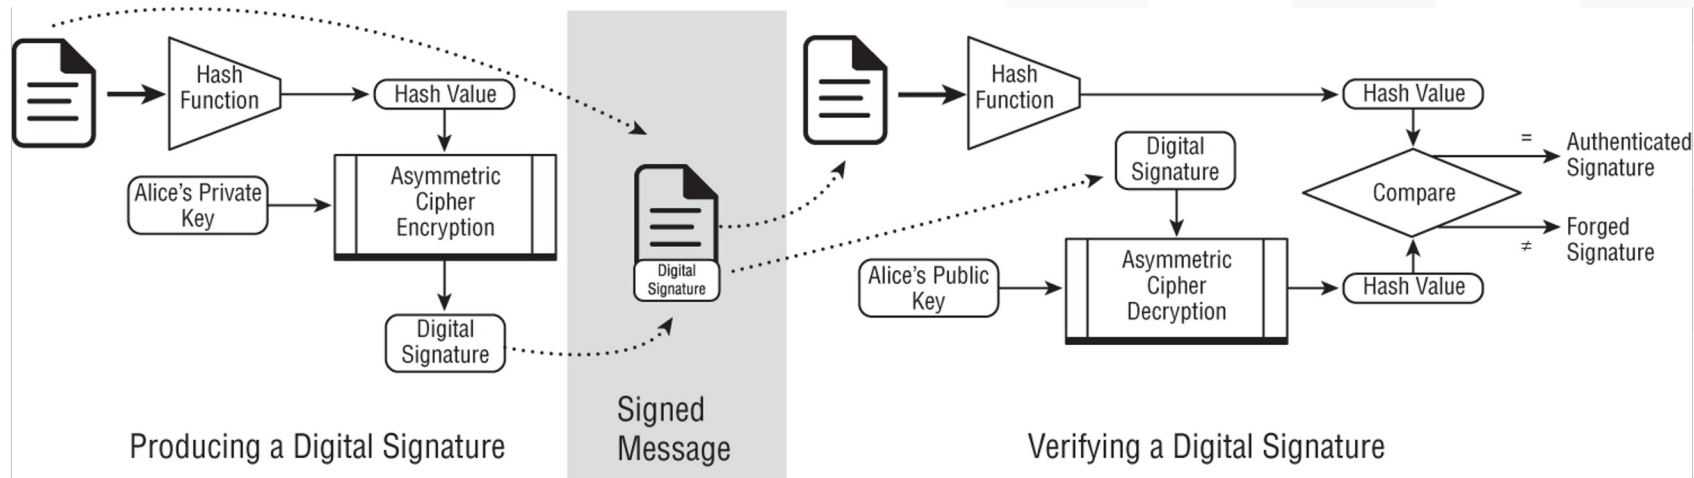 Hash
Function
Hash Value
Alice's Private
Key
Asymmetric
Cipher
Encryption
Digital
Signature
Producing a Digital Signature
Digital
Signature
Signed
Message
Hash
Function
Hash Value
Digital
Signature
Alice's Public
Key
Asymmetric
Cipher
Decryption
Hash Value
Compare
=
Authenticated
Signature
≠
Forged
Signature
Verifying a Digital Signature